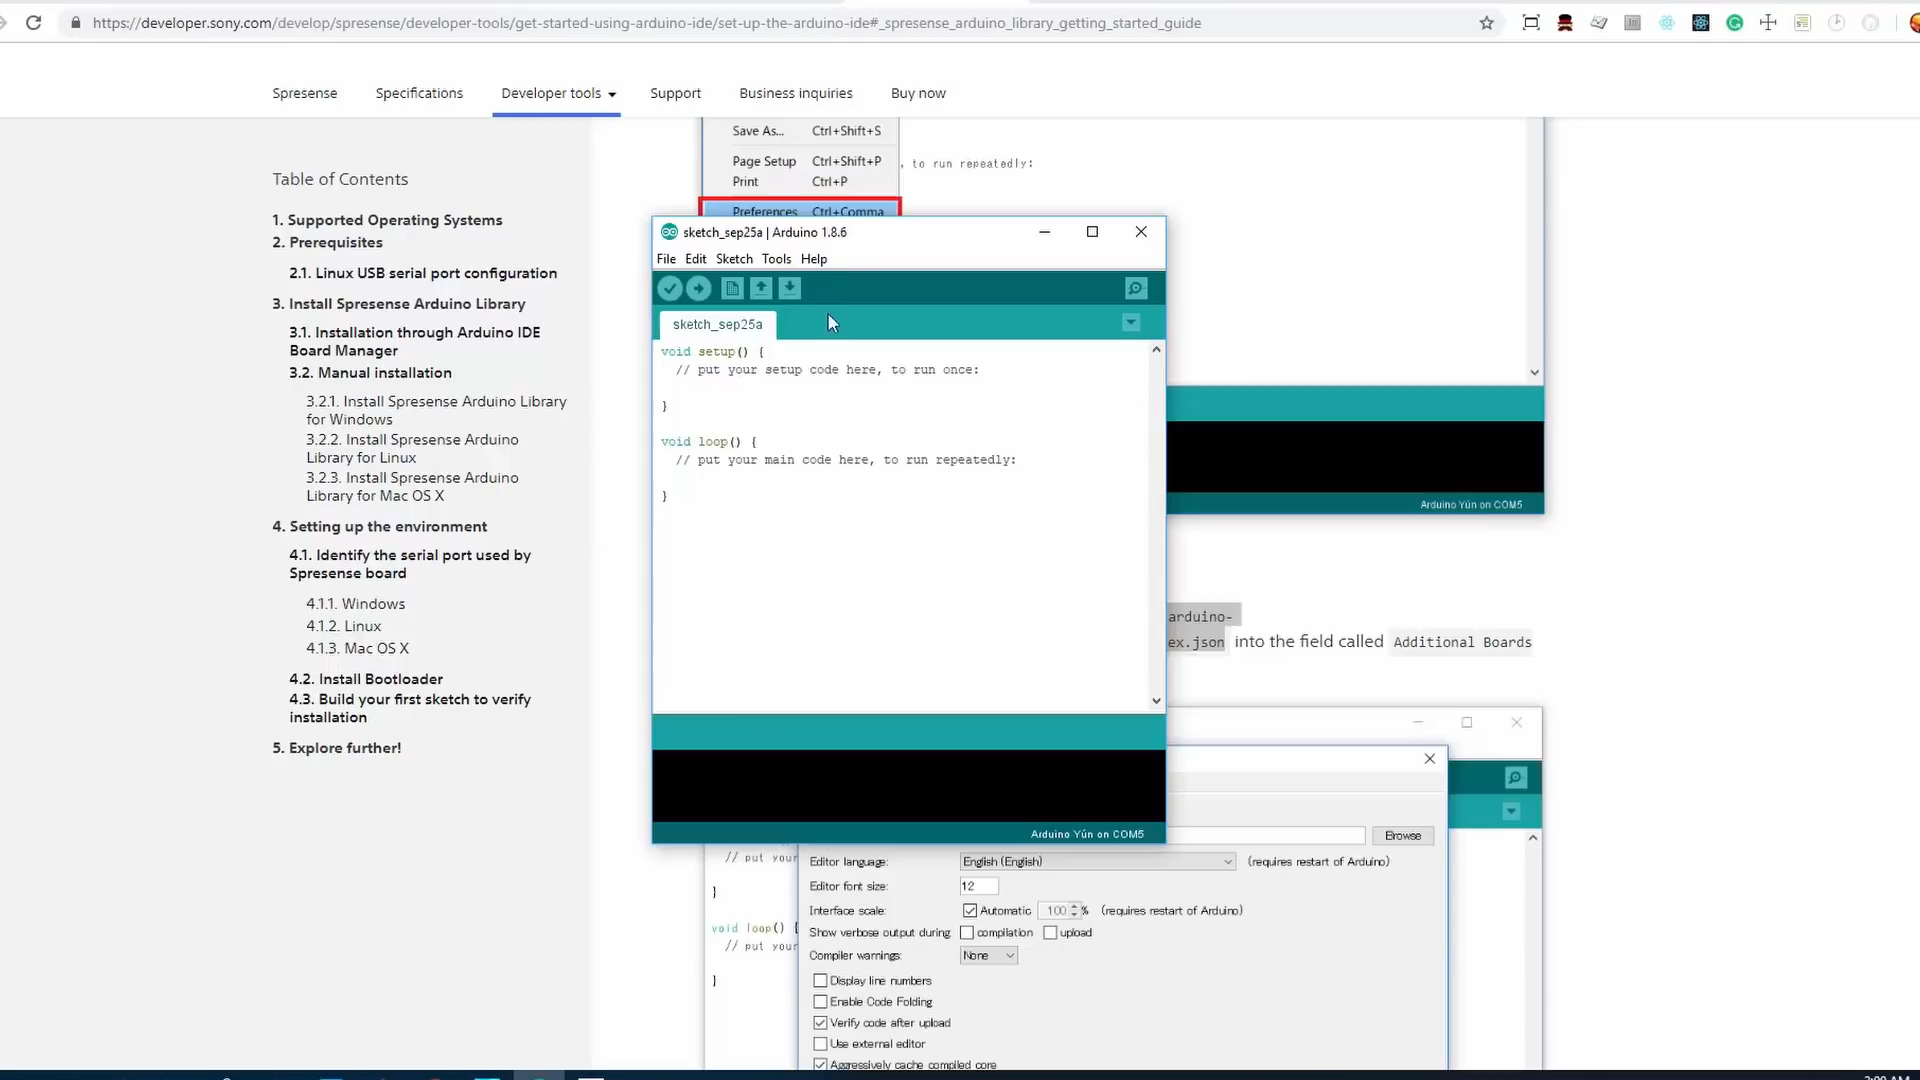 https://developer.sony.com/develop/spresense/developer-tools/get-started-using-arduino-ide/set-up-the-arduino-ide#_spresense_arduino_library_getting_started_guide
Spresense Specifications Developer tools Support Business inquiries Buy now
Table of Contents
1. Supported Operating Systems
2. Prerequisites
2.1. Linux USB serial port configuration
3. Install Spresense Arduino Library
3.1. Installation through Arduino IDE
Board Manager
3.2. Manual installation
3.2.1. Install Spresense Arduino Library
for Windows
3.2.2. Install Spresense Arduino
Library for Linux
3.2.3. Install Spresense Arduino
Library for Mac OS X
4. Setting up the environment
4.1. Identify the serial port used by
Spresense board
4.1.1. Windows
4.1.2. Linux
4.1.3. Mac OS X
4.2. Install Bootloader
4.3. Build your first sketch to verify
installation
5. Explore further!
Save As... Ctrl+Shift+S
Page Setup Ctrl+Shift+P
Print Ctrl+P
Preferences Ctrl+Comma
, to run repeatedly:
sketch_sep25a | Arduino 1.8.6
File Edit Sketch Tools Help
sketch_sep25a
void setup() {
// put your setup code here, to run once:
}
void loop() {
// put your main code here, to run repeatedly:
}
Arduino Yún on COM5
Arduino Yún on COM5
arduino-
ex.json into the field called Additional Boards
Browse
// put your
}
void loop() {
// put your
}
Editor language: English (English) (requires restart of Arduino)
Editor font size: 12
Interface scale: Automatic 100 % (requires restart of Arduino)
Show verbose output during compilation upload
Compiler warnings: None
Display line numbers
Enable Code Folding
Verify code after upload
Use external editor
Aggressively cache compiled core